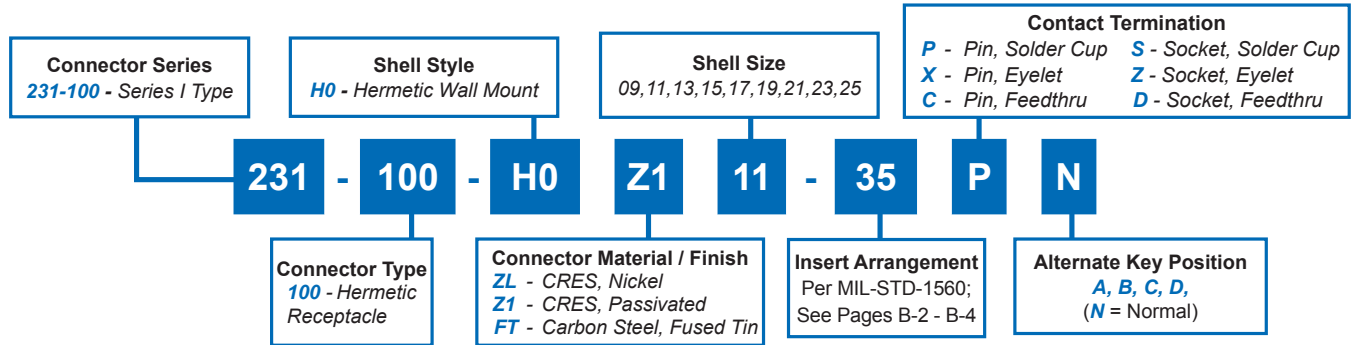 Connector Series
231-100 - Series I Type
Shell Style
H0 - Hermetic Wall Mount
Shell Size
09,11,13,15,17,19,21,23,25
Contact Termination
P - Pin, Solder Cup S - Socket, Solder Cup
X - Pin, Eyelet Z - Socket, Eyelet
C - Pin, Feedthru D - Socket, Feedthru
231 - 100 - H0 Z1 11 - 35 P N
Connector Type
100 - Hermetic
Receptacle
Connector Material / Finish
ZL - CRES, Nickel
Z1 - CRES, Passivated
FT - Carbon Steel, Fused Tin
Insert Arrangement
Per MIL-STD-1560;
See Pages B-2 - B-4
Alternate Key Position
A, B, C, D,
(N = Normal)